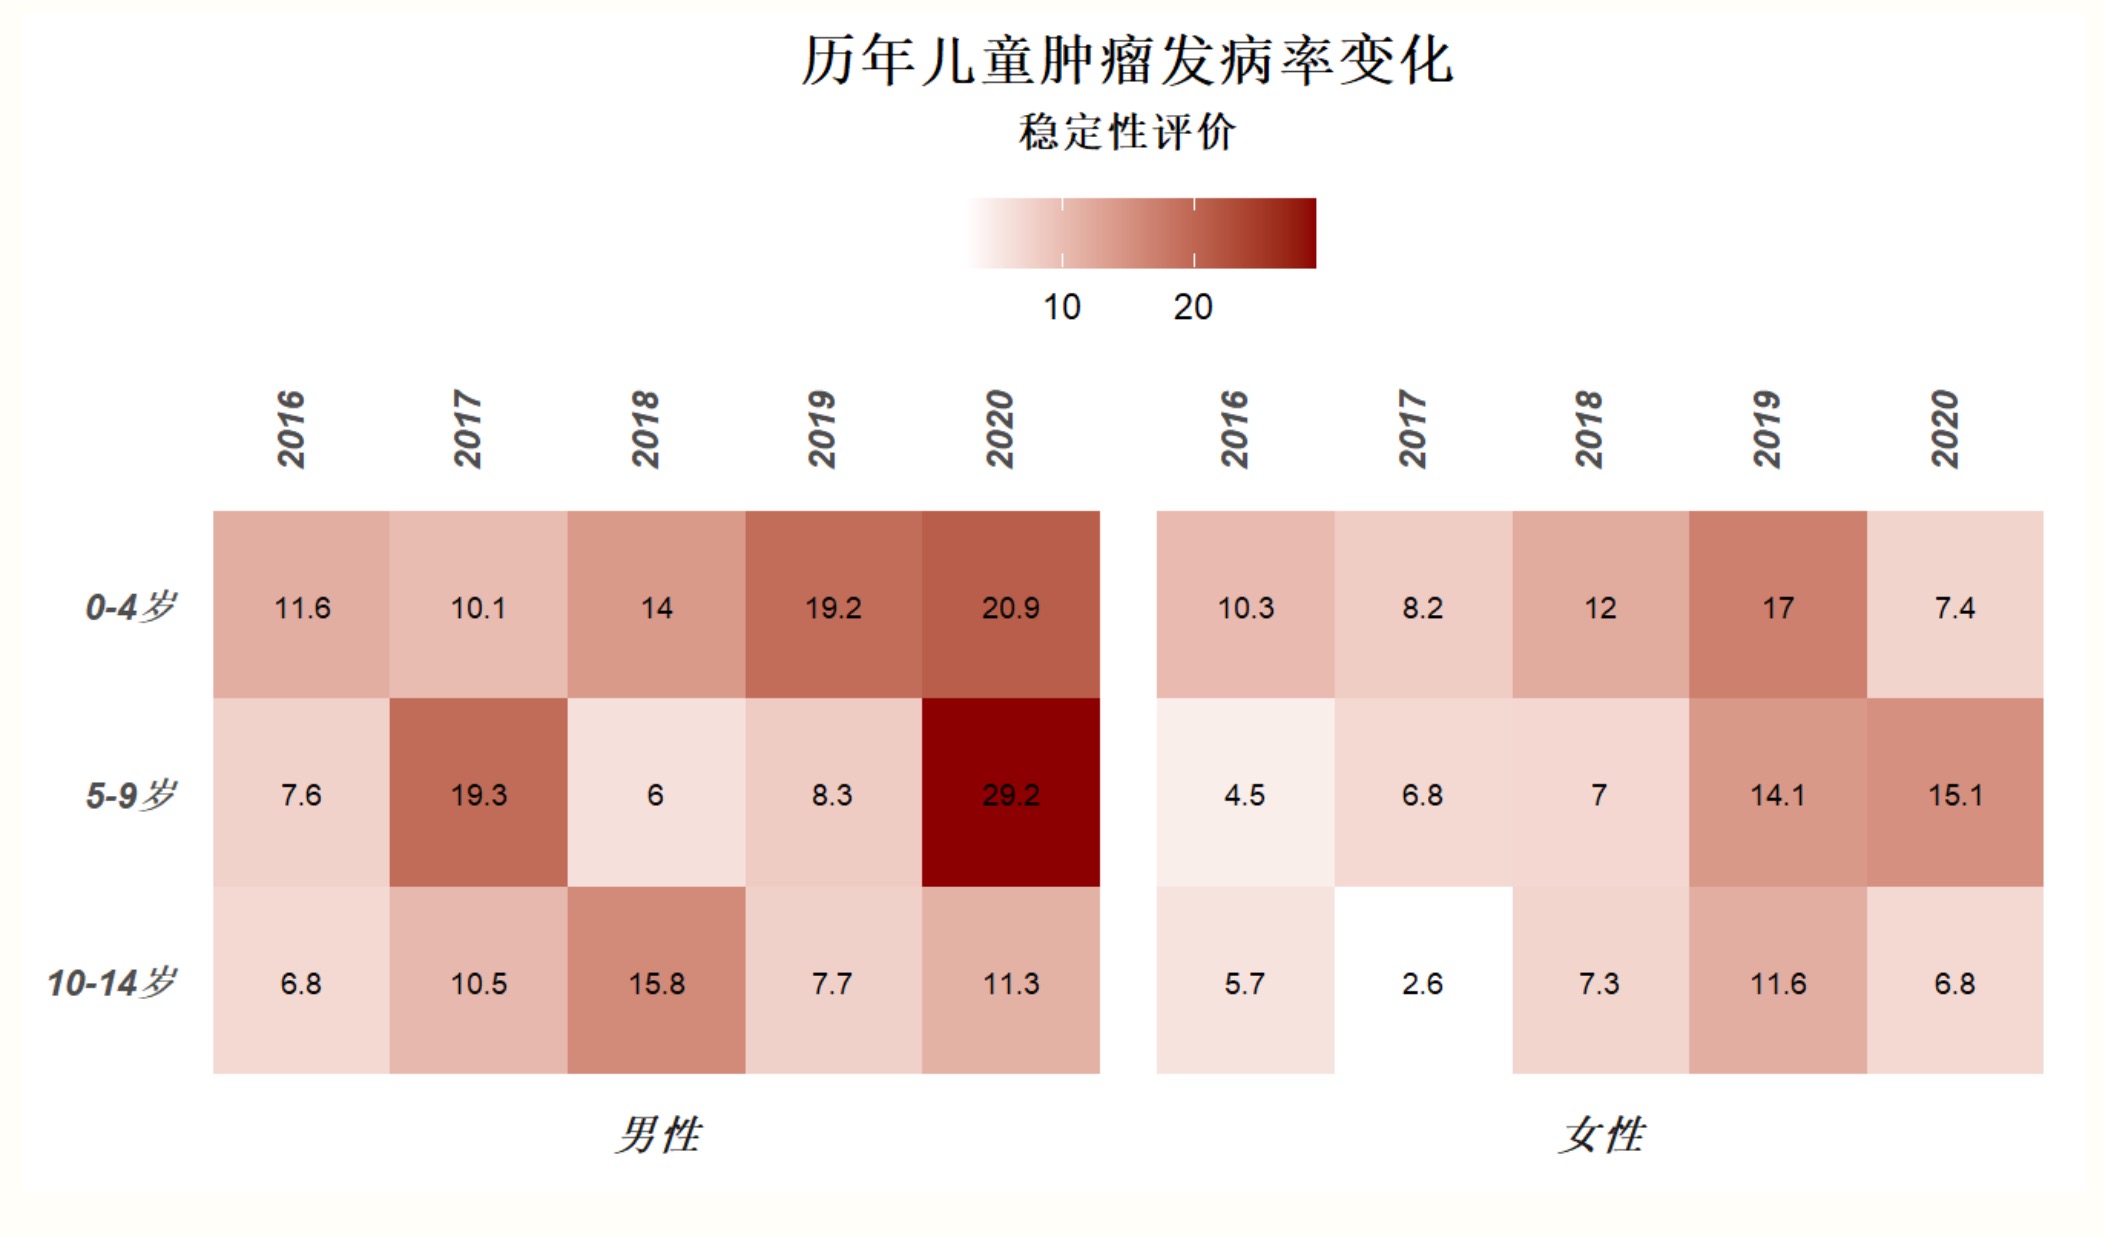 历年儿童肿瘤发病率变化
稳定性评价
10 20
2016 2017 2018 2019 2020 2016 2017 2018 2019 2020
0-4岁 11.6 10.1 14 19.2 20.9 10.3 8.2 12 17 7.4
5-9岁 7.6 19.3 6 8.3 29.2 4.5 6.8 7 14.1 15.1
10-14岁 6.8 10.5 15.8 7.7 11.3 5.7 2.6 7.3 11.6 6.8
男性 女性